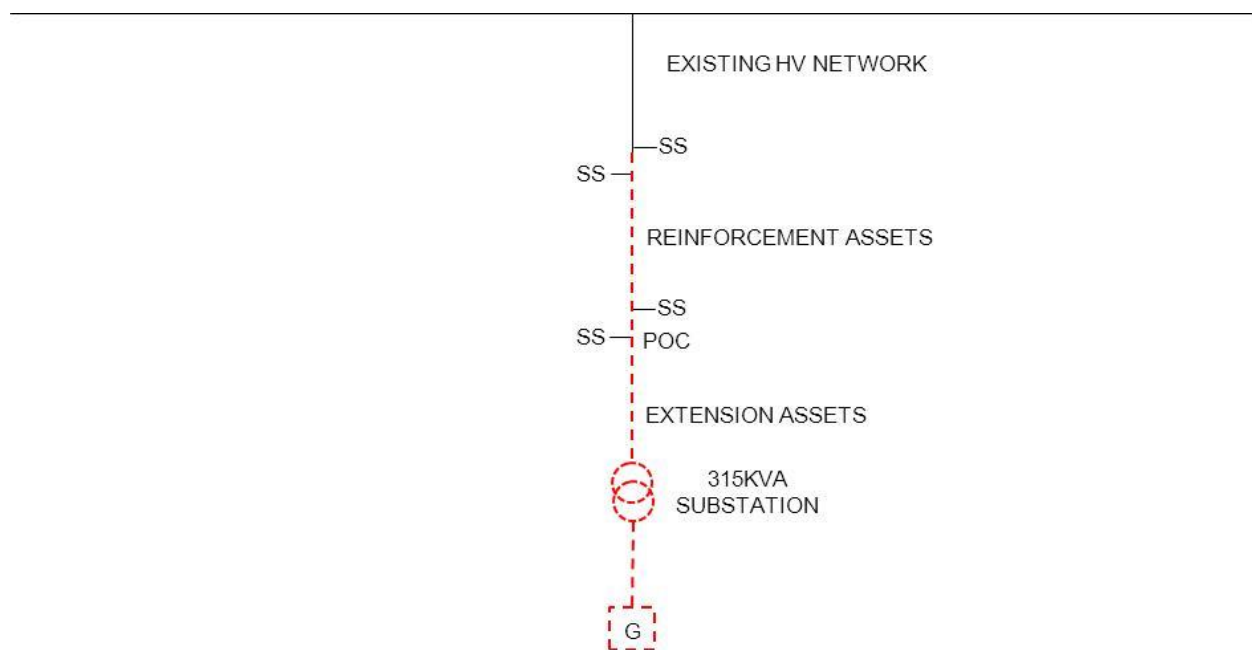 EXISTING HV NETWORK
SS
SS
REINFORCEMENT ASSETS
SS
SS
POC
EXTENSION ASSETS
315KVA
SUBSTATION
G